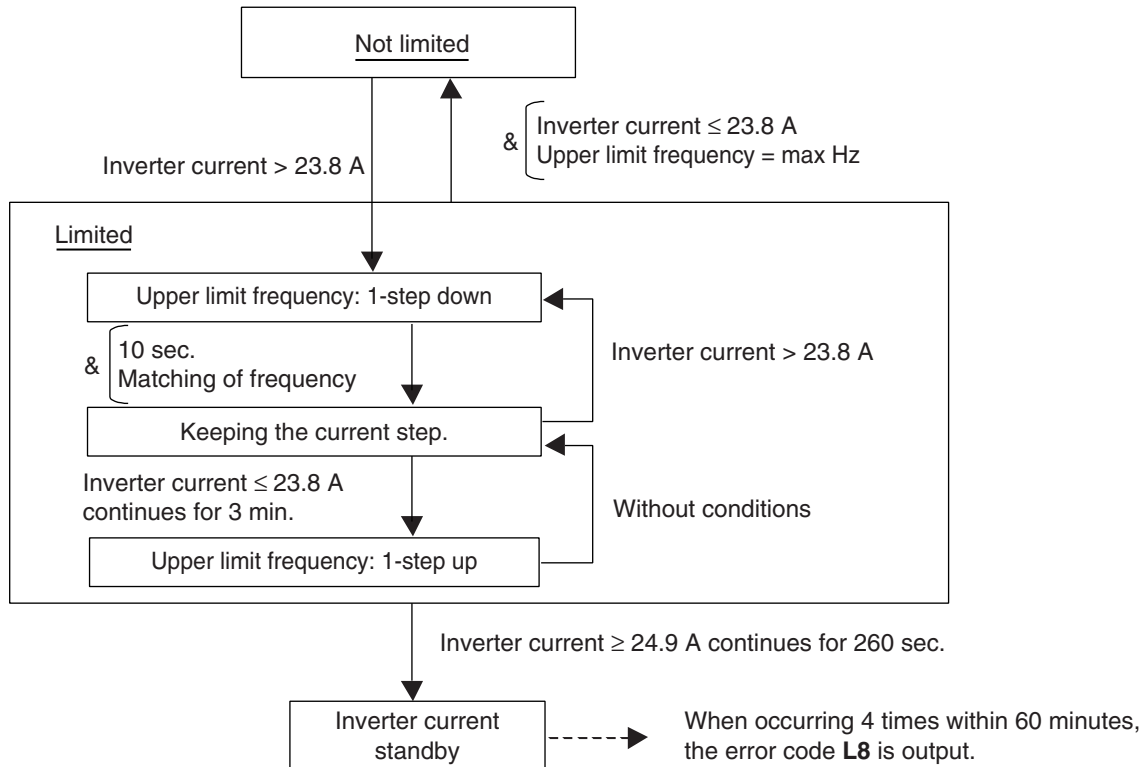 Not limited
Inverter current > 23.8 A
& Inverter current ≤ 23.8 A
Upper limit frequency = max Hz
Limited
Upper limit frequency: 1-step down
& 10 sec.
Matching of frequency
Inverter current > 23.8 A
Keeping the current step.
Inverter current ≤ 23.8 A
continues for 3 min.
Without conditions
Upper limit frequency: 1-step up
Inverter current ≥ 24.9 A continues for 260 sec.
Inverter current
standby
When occurring 4 times within 60 minutes,
the error code L8 is output.